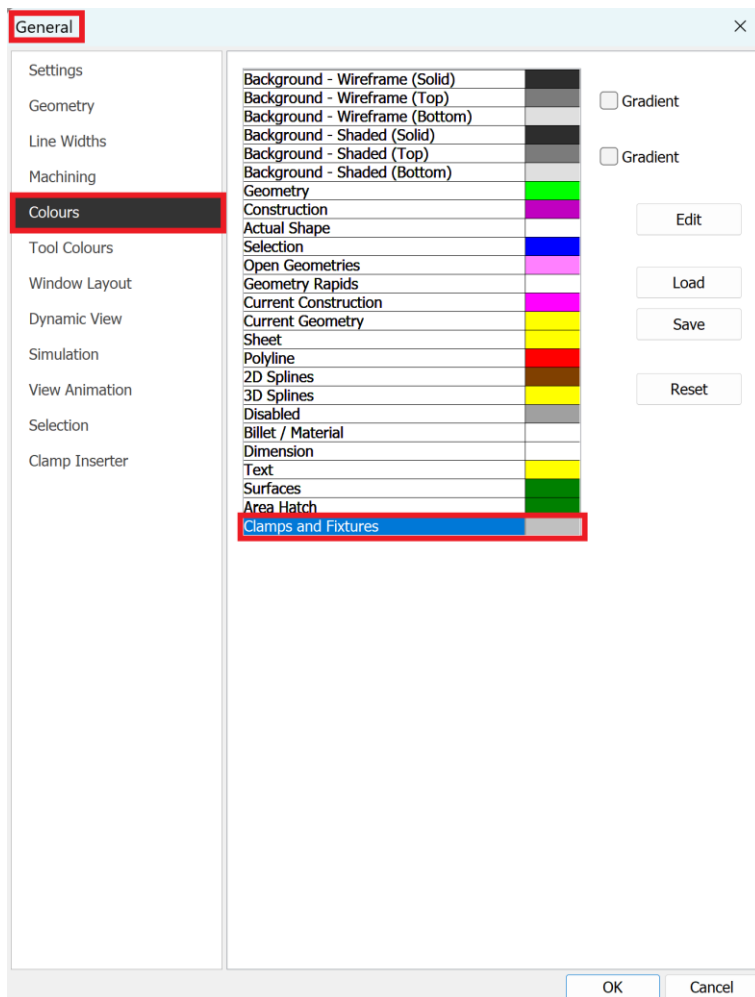 General
Settings
Geometry
Line Widths
Machining
Colours
Tool Colours
Window Layout
Dynamic View
Simulation
View Animation
Selection
Clamp Inserter
Background - Wireframe (Solid)
Background - Wireframe (Top)
Background - Wireframe (Bottom)
Background - Shaded (Solid)
Background - Shaded (Top)
Background - Shaded (Bottom)
Geometry
Construction
Actual Shape
Selection
Open Geometries
Geometry Rapids
Current Construction
Current Geometry
Sheet
Polyline
2D Splines
3D Splines
Disabled
Billet / Material
Dimension
Text
Surfaces
Area Hatch
Clamps and Fixtures
Gradient
Gradient
Edit
Load
Save
Reset
OK
Cancel